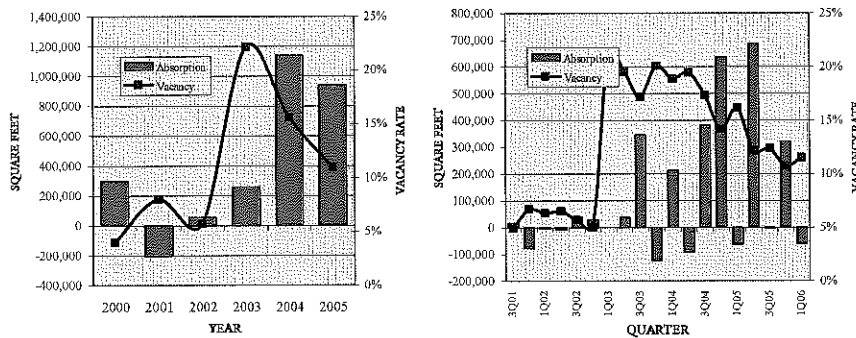 1,400,000
1,200,000
1,000,000
800,000
600,000
400,000
200,000
0
-200,000
-400,000
SQUARE FEET
Absorption
Vacancy
25%
20%
15%
10%
5%
0%
VACANCY RATE
2000 2001 2002 2003 2004 2005
YEAR
800,000
700,000
600,000
500,000
400,000
300,000
200,000
100,000
0
-100,000
-200,000
SQUARE FEET
Absorption
Vacancy
25%
20%
15%
10%
5%
0%
VACANCY RATE
3Q01 1Q02 3Q02 1Q03 3Q03 1Q04 3Q04 1Q05 3Q05 1Q06
QUARTER